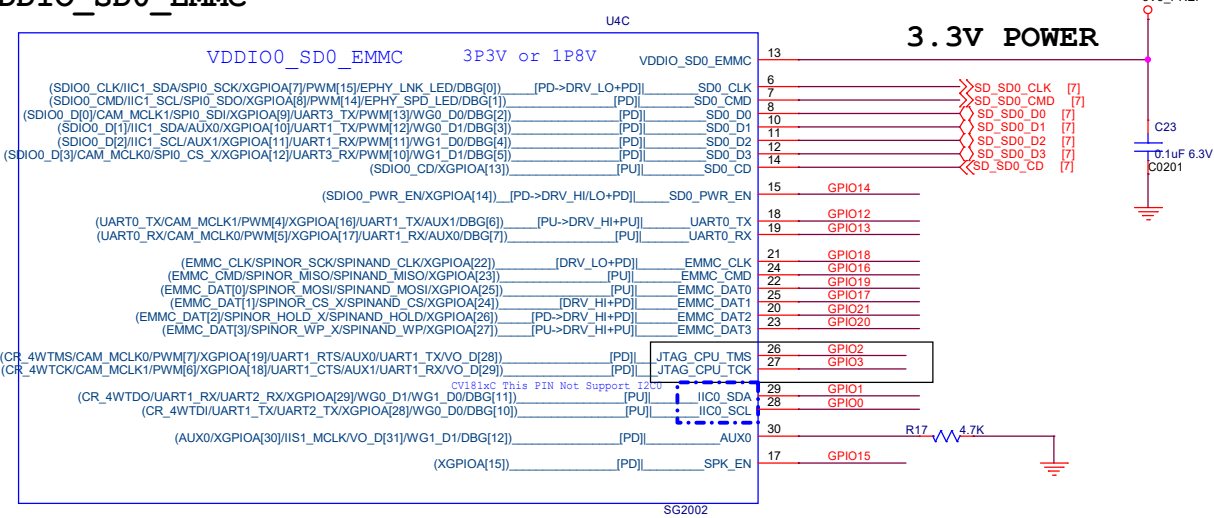 VDDIO_SD0_EMMC
U4C
3.3V POWER
VDDIO0_SD0_EMMC 3P3V or 1P8V VDDIO_SD0_EMMC 13
(SDIO0_CLK/IIC1_SDA/SPI0_SCK/XGPIOA[7]/PWM[15]/EPHY_LNK_LED/DBG[0])____[PD->DRV_LO+PD]|____SD0_CLK 6 SD_SD0_CLK [7]
(SDIO0_CMD/IIC1_SCL/SPI0_SDO/XGPIOA[8]/PWM[14]/EPHY_SPD_LED/DBG[1])____[PD]|____SD0_CMD 7 SD_SD0_CMD [7]
(SDIO0_D[0]/CAM_MCLK1/SPI0_SDI/XGPIOA[9]/UART3_TX/PWM[13]/WG0_D0/DBG[2])____[PD]|____SD0_D0 8 SD_SD0_D0 [7]
(SDIO0_D[1]/IIC1_SDA/AUX0/XGPIOA[10]/UART1_TX/PWM[12]/WG0_D1/DBG[3])____[PD]|____SD0_D1 10 SD_SD0_D1 [7]
(SDIO0_D[2]/IIC1_SCL/AUX1/XGPIOA[11]/UART1_RX/PWM[11]/WG1_D0/DBG[4])____[PD]|____SD0_D2 11 SD_SD0_D2 [7]
(SDIO0_D[3]/CAM_MCLK0/SPI0_CS_X/XGPIOA[12]/UART3_RX/PWM[10]/WG1_D1/DBG[5])____[PD]|____SD0_D3 12 SD_SD0_D3 [7]
(SDIO0_CD/XGPIOA[13])____[PU]|____SD0_CD 14 SD_SD0_CD [7]
C23
0.1uF 6.3V
C0201
(SDIO0_PWR_EN/XGPIOA[14])__[PD->DRV_HI/LO+PD]|____SD0_PWR_EN 15 GPIO14
(UART0_TX/CAM_MCLK1/PWM[4]/XGPIOA[16]/UART1_TX/AUX1/DBG[6])____[PU->DRV_HI+PU]|____UART0_TX 18 GPIO12
(UART0_RX/CAM_MCLK0/PWM[5]/XGPIOA[17]/UART1_RX/AUX0/DBG[7])____[PU]|____UART0_RX 19 GPIO13
(EMMC_CLK/SPINOR_SCK/SPINAND_CLK/XGPIOA[22])____[DRV_LO+PD]|____EMMC_CLK 21 GPIO18
(EMMC_CMD/SPINOR_MISO/SPINAND_MISO/XGPIOA[23])____[PU]|____EMMC_CMD 24 GPIO16
(EMMC_DAT[0]/SPINOR_MOSI/SPINAND_MOSI/XGPIOA[25])____[PU]|____EMMC_DAT0 22 GPIO19
(EMMC_DAT[1]/SPINOR_CS_X/SPINAND_CS/XGPIOA[24])____[DRV_HI+PD]|____EMMC_DAT1 25 GPIO17
(EMMC_DAT[2]/SPINOR_HOLD_X/SPINAND_HOLD/XGPIOA[26])____[PD->DRV_HI+PD]|____EMMC_DAT2 20 GPIO21
(EMMC_DAT[3]/SPINOR_WP_X/SPINAND_WP/XGPIOA[27])____[PU->DRV_HI+PU]|____EMMC_DAT3 23 GPIO20
(CR_4WTMS/CAM_MCLK0/PWM[7]/XGPIOA[19]/UART1_RTS/AUX0/UART1_TX/VO_D[28])____[PD]|____JTAG_CPU_TMS 26 GPIO2
(CR_4WTCK/CAM_MCLK1/PWM[6]/XGPIOA[18]/UART1_CTS/AUX1/UART1_RX/VO_D[29])____[PD]|____JTAG_CPU_TCK 27 GPIO3
CV181xC This PIN Not Support I2C0
(CR_4WTDO/UART1_RX/UART2_RX/XGPIOA[29]/WG0_D1/WG1_D0/DBG[11])____[PU]|____IIC0_SDA 29 GPIO1
(CR_4WTDI/UART1_TX/UART2_TX/XGPIOA[28]/WG0_D0/DBG[10])____[PU]|____IIC0_SCL 28 GPIO0
(AUX0/XGPIOA[30]/IIS1_MCLK/VO_D[31]/WG1_D1/DBG[12])____[PD]|____AUX0 30 R17 4.7K
(XGPIOA[15])____[PD]|____SPK_EN 17 GPIO15
SG2002